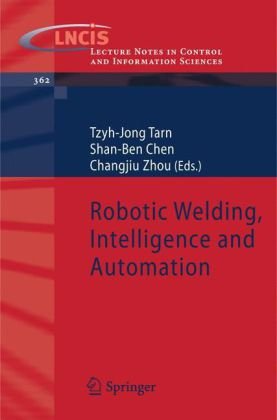 LNCIS
Lecture Notes in Control
and Information Sciences
362
Tzyh-Jong Tarn
Shan-Ben Chen
Changjiu Zhou (Eds.)
Robotic Welding,
Intelligence and
Automation
Springer